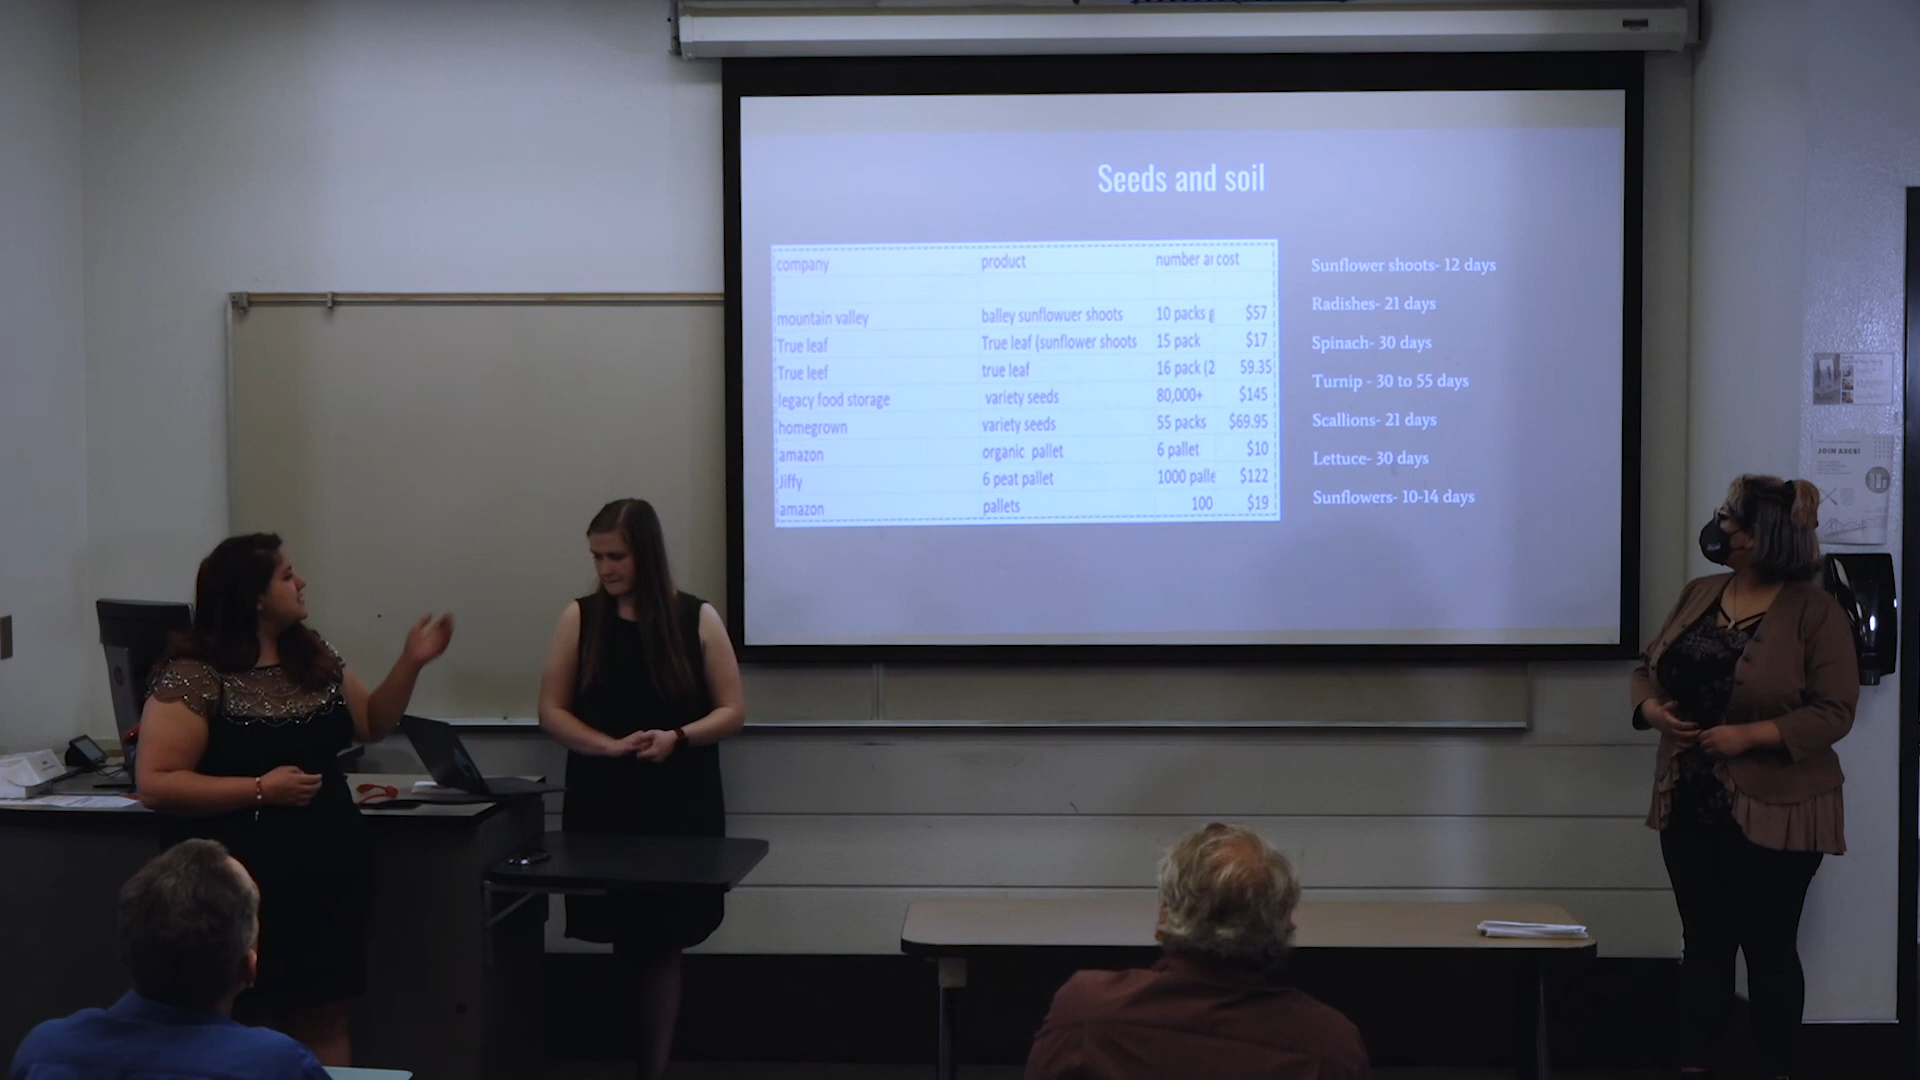 Seeds and soil
company product number ar cost
mountain valley balley sunflowuer shoots 10 packs g $57
True leaf True leaf (sunflower shoots 15 pack $17
True leef true leaf 16 pack (2 59.35
legacy food storage variety seeds 80,000+ $145
homegrown variety seeds 55 packs $69.95
amazon organic pallet 6 pallet $10
Jiffy 6 peat pallet 1000 palle $122
amazon pallets 100 $19
Sunflower shoots- 12 days
Radishes- 21 days
Spinach- 30 days
Turnip - 30 to 55 days
Scallions- 21 days
Lettuce- 30 days
Sunflowers- 10-14 days
JOIN ASCE!